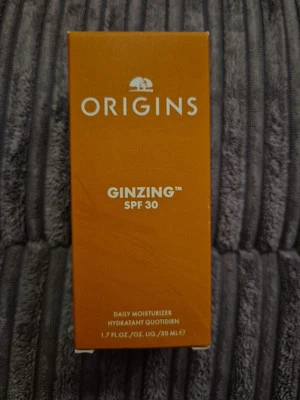 ORIGINS
GINZING™
SPF 30
DAILY MOISTURIZER
HYDRATANT QUOTIDIEN
1.7 FL.OZ./OZ. LIQ./50 ML ℮